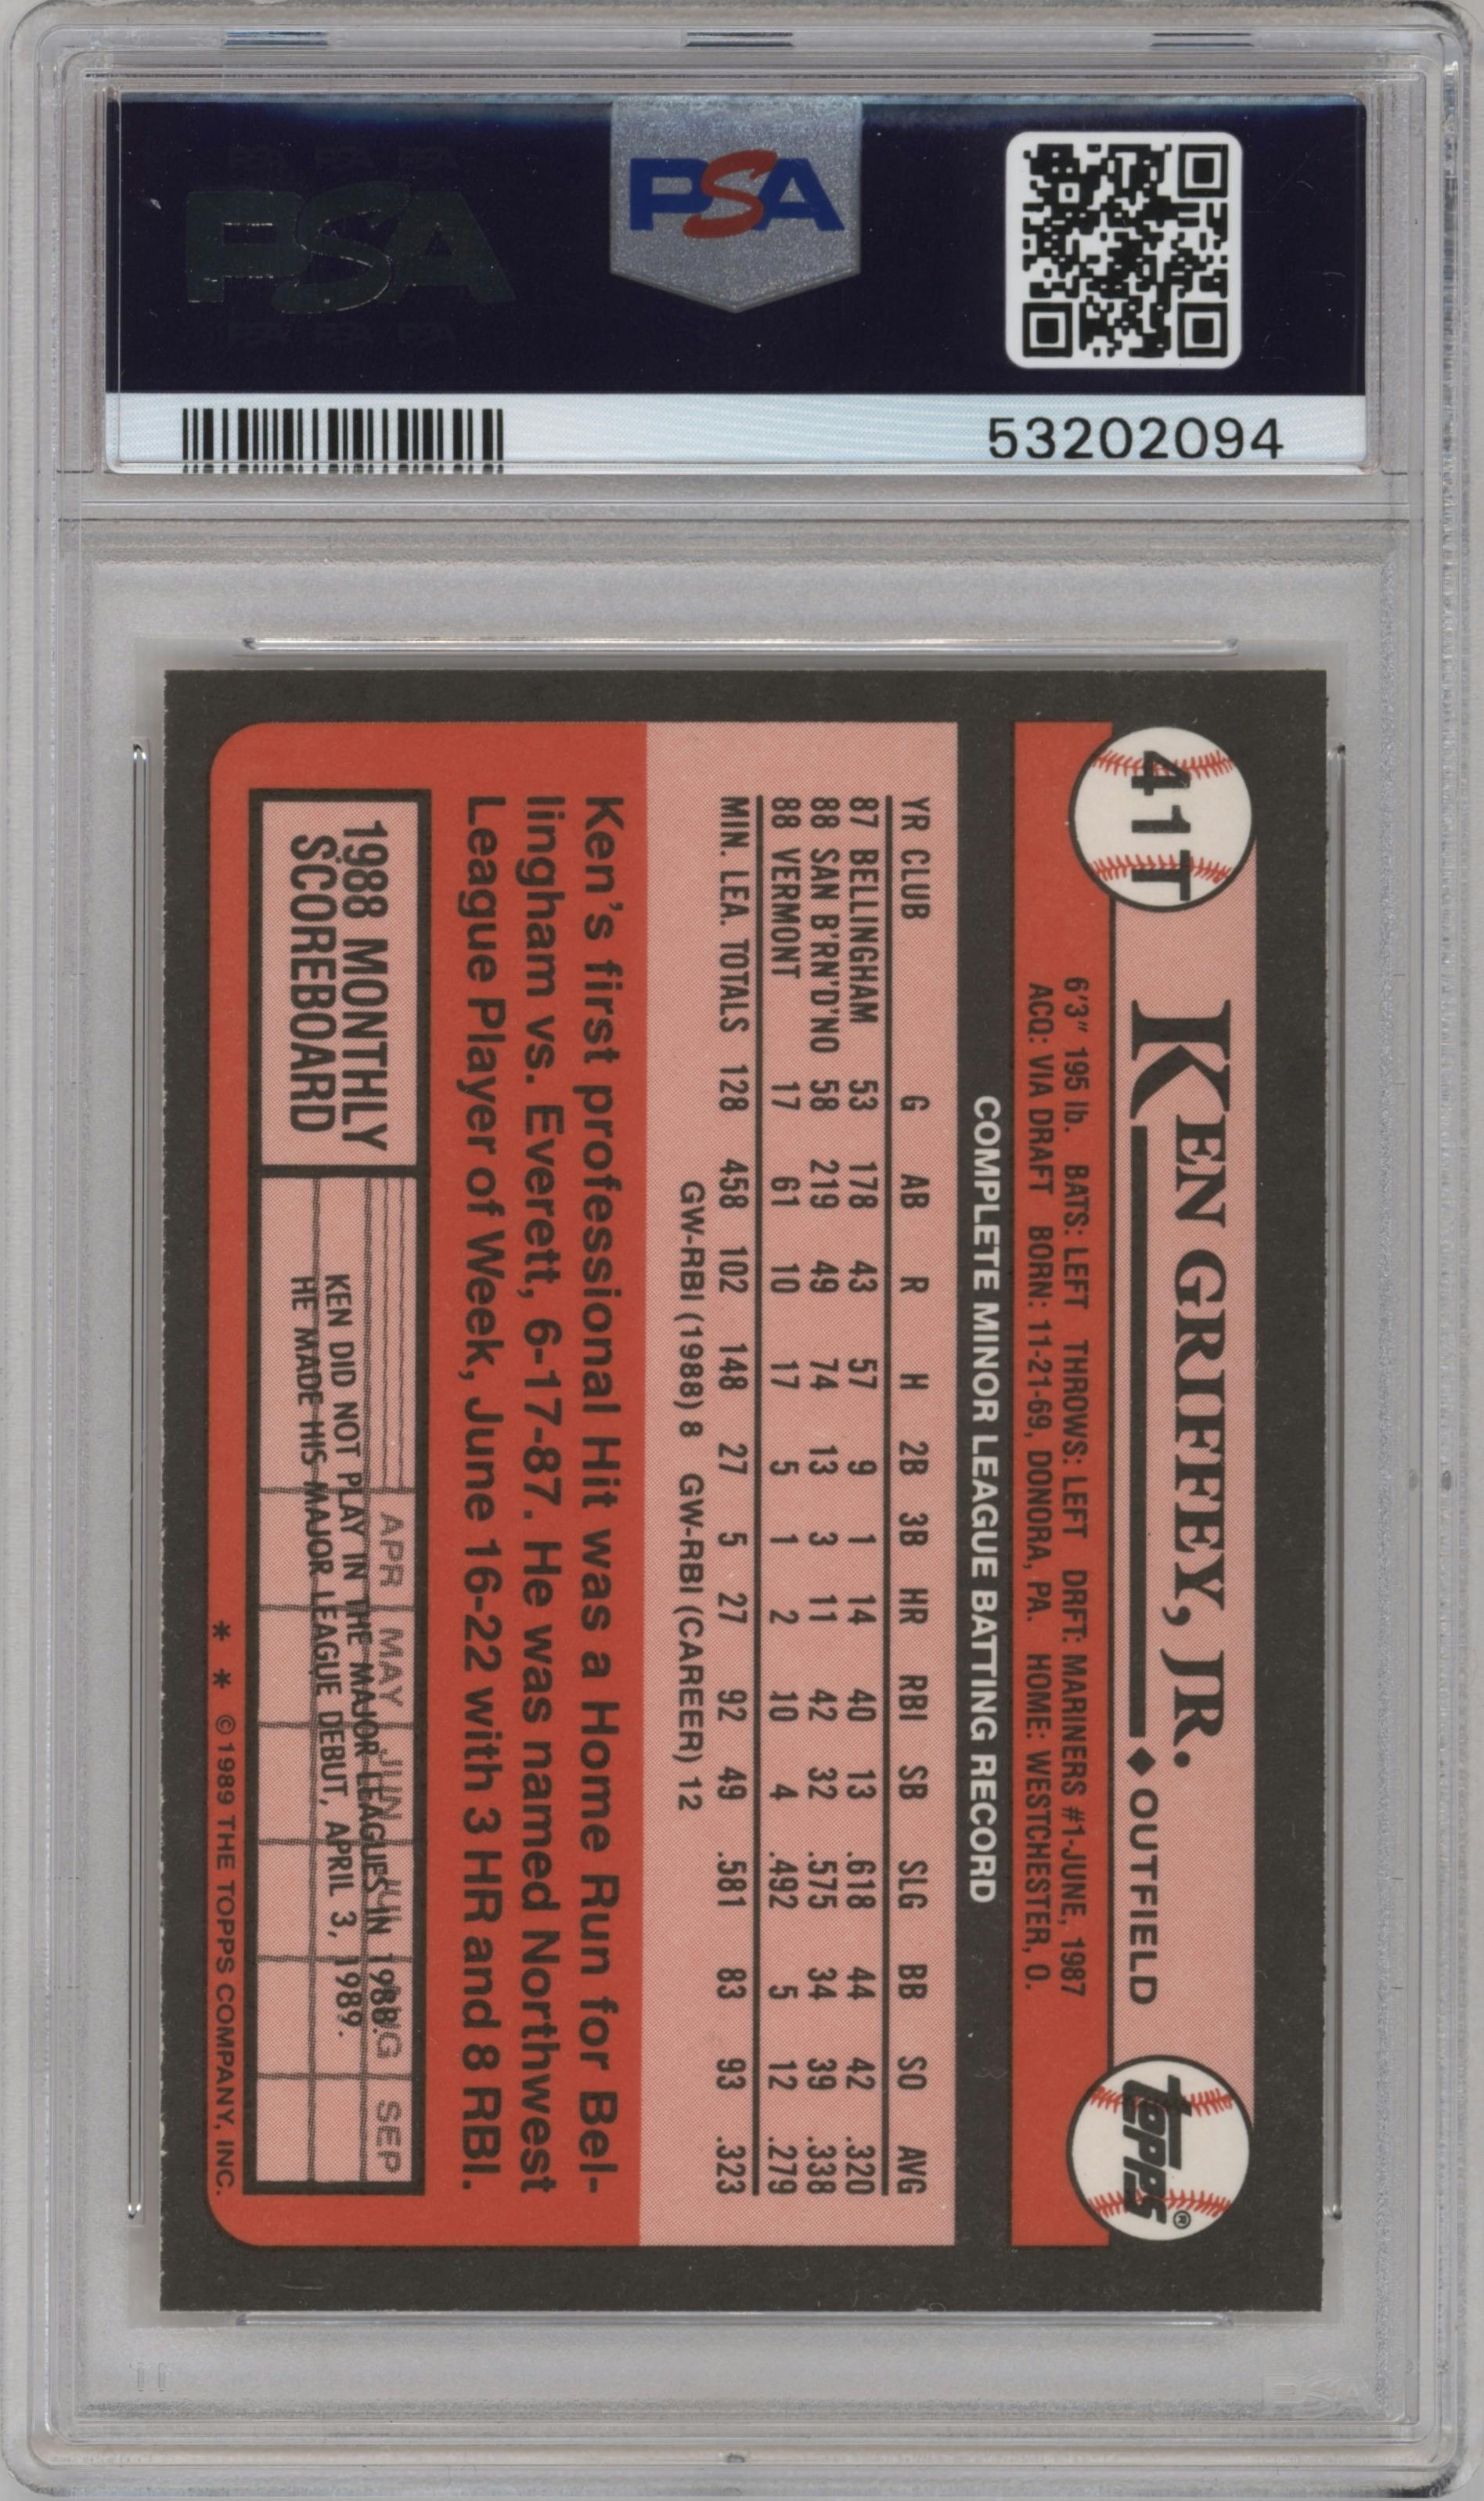 PSA
PSA
53202094
41T
KEN GRIFFEY, JR. ◆ OUTFIELD
topps®
6'3" 195 lb. BATS: LEFT THROWS: LEFT DRFT: MARINERS #1-JUNE, 1987
ACQ: VIA DRAFT BORN: 11-21-69, DONORA, PA. HOME: WESTCHESTER, O.
COMPLETE MINOR LEAGUE BATTING RECORD
YR CLUB G AB R H 2B 3B HR RBI SB SLG BB SO AVG
87 BELLINGHAM 53 178 43 57 9 1 14 40 13 .618 44 42 .320
88 SAN B'RN'D'NO 58 219 49 74 13 3 11 42 32 .575 34 39 .338
88 VERMONT 17 61 10 17 5 1 2 10 4 .492 5 12 .279
MIN. LEA. TOTALS 128 458 102 148 27 5 27 92 49 .581 83 93 .323
GW-RBI (1988) 8 GW-RBI (CAREER) 12
Ken's first professional Hit was a Home Run for Bel-
lingham vs. Everett, 6-17-87. He was named Northwest
League Player of Week, June 16-22 with 3 HR and 8 RBI.
1988 MONTHLY
SCOREBOARD
APR MAY JUN JUL AUG SEP
KEN DID NOT PLAY IN THE MAJOR LEAGUES IN 1988.
HE MADE HIS MAJOR LEAGUE DEBUT, APRIL 3, 1989.
* * © 1989 THE TOPPS COMPANY, INC.
PSA